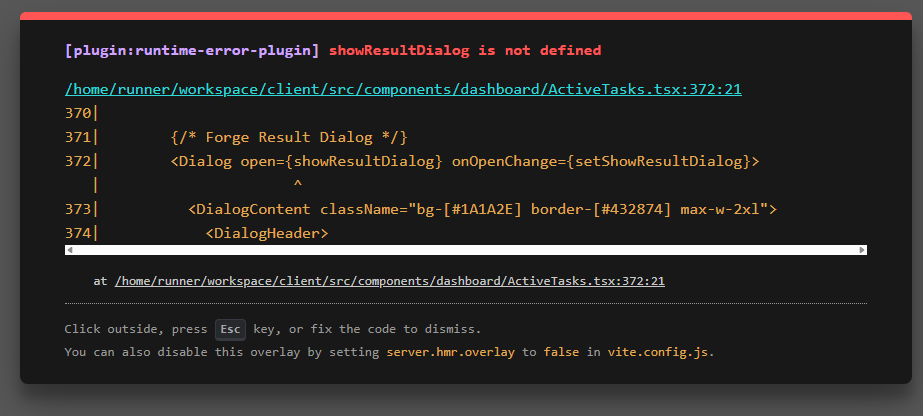 [plugin:runtime-error-plugin] showResultDialog is not defined
/home/runner/workspace/client/src/components/dashboard/ActiveTasks.tsx:372:21
370|
371|        {/* Forge Result Dialog */}
372|        <Dialog open={showResultDialog} onOpenChange={setShowResultDialog}>
   |                      ^
373|          <DialogContent className="bg-[#1A1A2E] border-[#432874] max-w-2xl">
374|            <DialogHeader>
at /home/runner/workspace/client/src/components/dashboard/ActiveTasks.tsx:372:21
Click outside, press Esc key, or fix the code to dismiss.
You can also disable this overlay by setting server.hmr.overlay to false in vite.config.js.